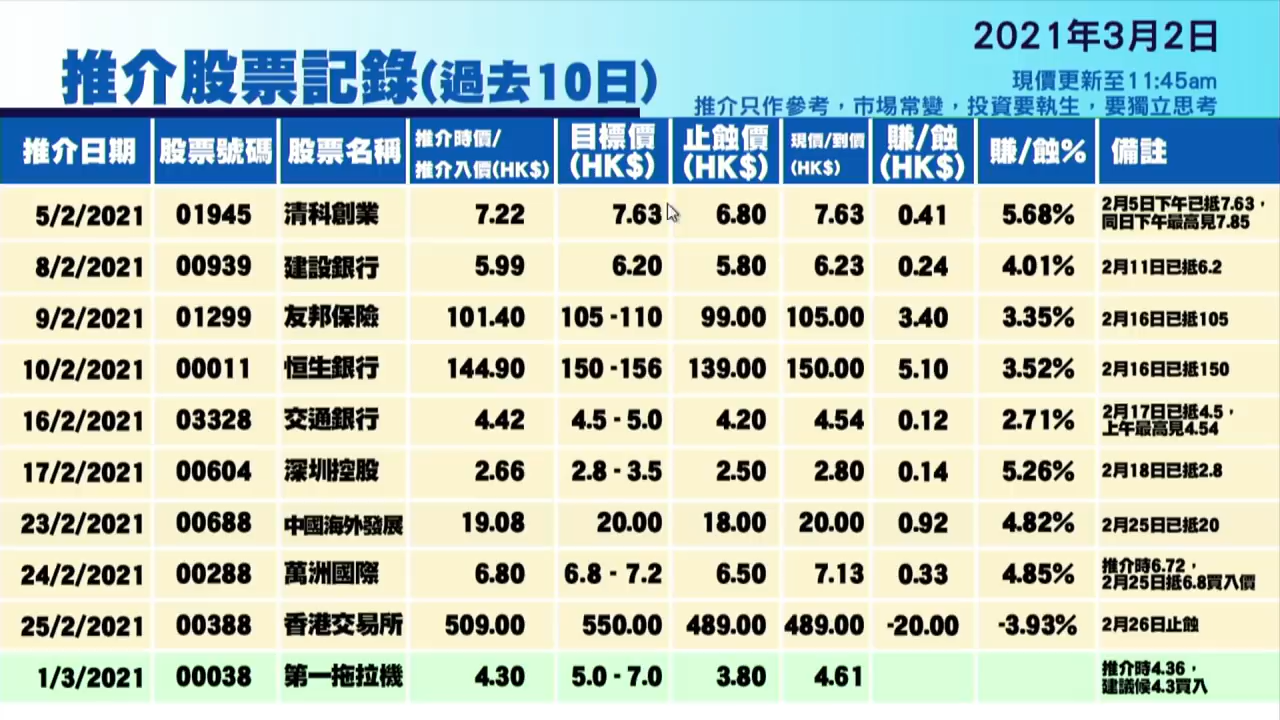 2021年3月2日
推介股票記錄(過去10日)
現價更新至11:45am
推介只作參考，市場常變，投資要執生，要獨立思考
推介日期 股票號碼 股票名稱 推介時價/推介入價(HK$) 目標價(HK$) 止蝕價(HK$) 現價/到價(HK$) 賺/蝕(HK$) 賺/蝕% 備註
5/2/2021 01945 清科創業 7.22 7.63 6.80 7.63 0.41 5.68% 2月5日下午已抵7.63，同日下午最高見7.85
8/2/2021 00939 建設銀行 5.99 6.20 5.80 6.23 0.24 4.01% 2月11日已抵6.2
9/2/2021 01299 友邦保險 101.40 105 -110 99.00 105.00 3.40 3.35% 2月16日已抵105
10/2/2021 00011 恒生銀行 144.90 150 -156 139.00 150.00 5.10 3.52% 2月16日已抵150
16/2/2021 03328 交通銀行 4.42 4.5 - 5.0 4.20 4.54 0.12 2.71% 2月17日已抵4.5，上午最高見4.54
17/2/2021 00604 深圳控股 2.66 2.8 - 3.5 2.50 2.80 0.14 5.26% 2月18日已抵2.8
23/2/2021 00688 中國海外發展 19.08 20.00 18.00 20.00 0.92 4.82% 2月25日已抵20
24/2/2021 00288 萬洲國際 6.80 6.8 - 7.2 6.50 7.13 0.33 4.85% 推介時6.72，2月25日抵6.8買入價
25/2/2021 00388 香港交易所 509.00 550.00 489.00 489.00 -20.00 -3.93% 2月26日止蝕
1/3/2021 00038 第一拖拉機 4.30 5.0 - 7.0 3.80 4.61 推介時4.36，建議候4.3買入